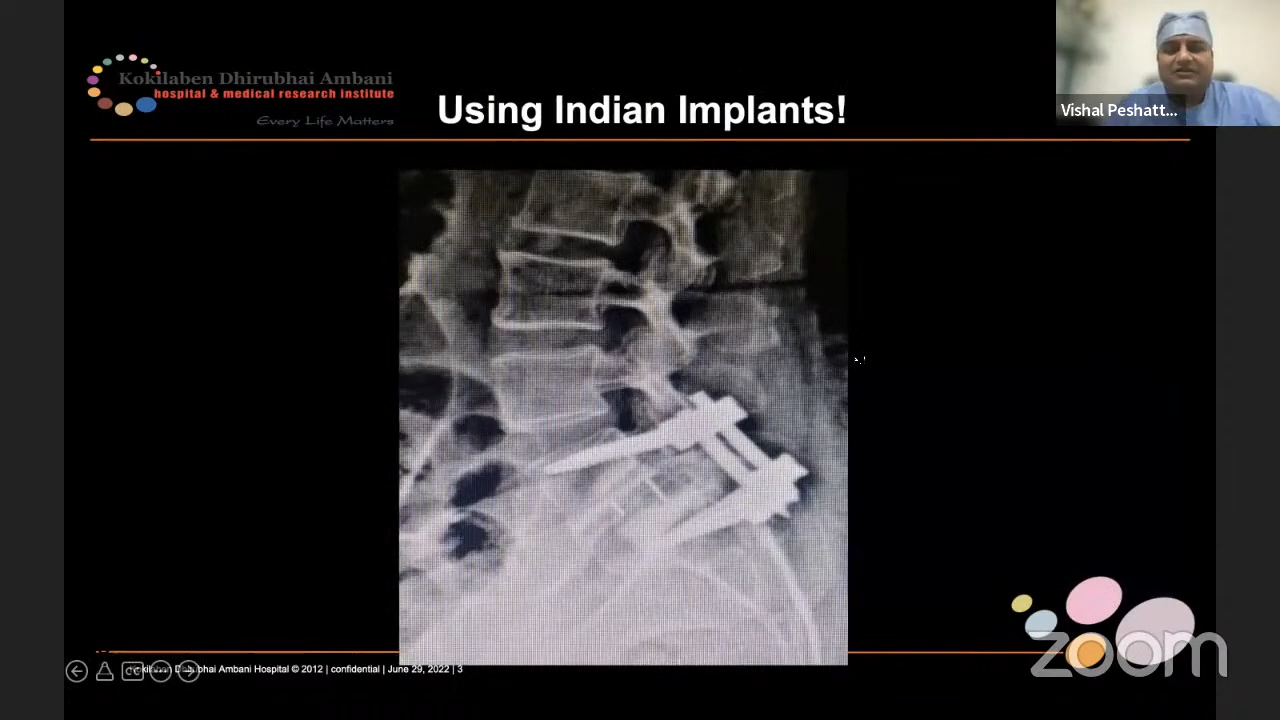 Kokilaben Dhirubhai Ambani
hospital & medical research institute
Every Life Matters
Using Indian Implants!
Vishal Peshatt...
Kokilaben Dhirubhai Ambani Hospital © 2012 | confidential | June 29, 2022 | 3
CC
zoom